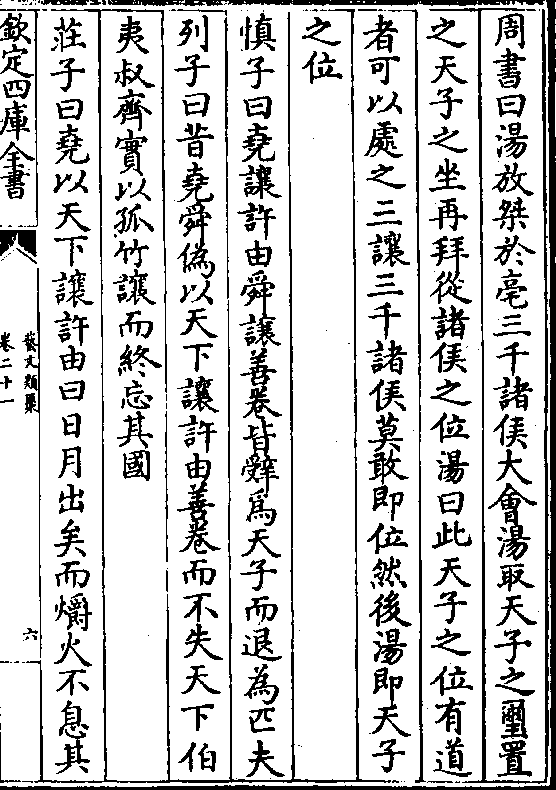 周書曰湯放桀於亳三千諸侯大會湯取天子之璽置
之天子之坐再拜從諸侯之位湯曰此天子之位有道
者可以處之三讓三千諸侯莫敢即位然後湯即天子
之位
慎子曰堯讓許由舜讓善卷皆辭為天子而退為匹夫
列子曰昔堯舜偽以天下讓許由善卷而不失天下伯
夷叔齊實以孤竹讓而終忘其國
莊子曰堯以天下讓許由曰日月出矣而爝火不息其
欽定四庫全書
藝文類聚
卷二十一
六